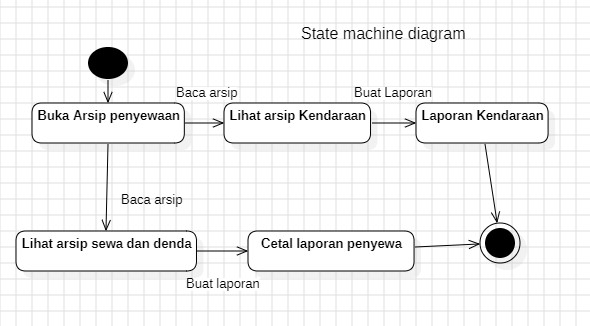 State machine diagram
Baca arsip
Buat Laporan
Buka Arsip penyewaan
Lihat arsip Kendaraan
Laporan Kendaraan
Baca arsip
Lihat arsip sewa dan denda
Cetal laporan penyewa
Buat laporan